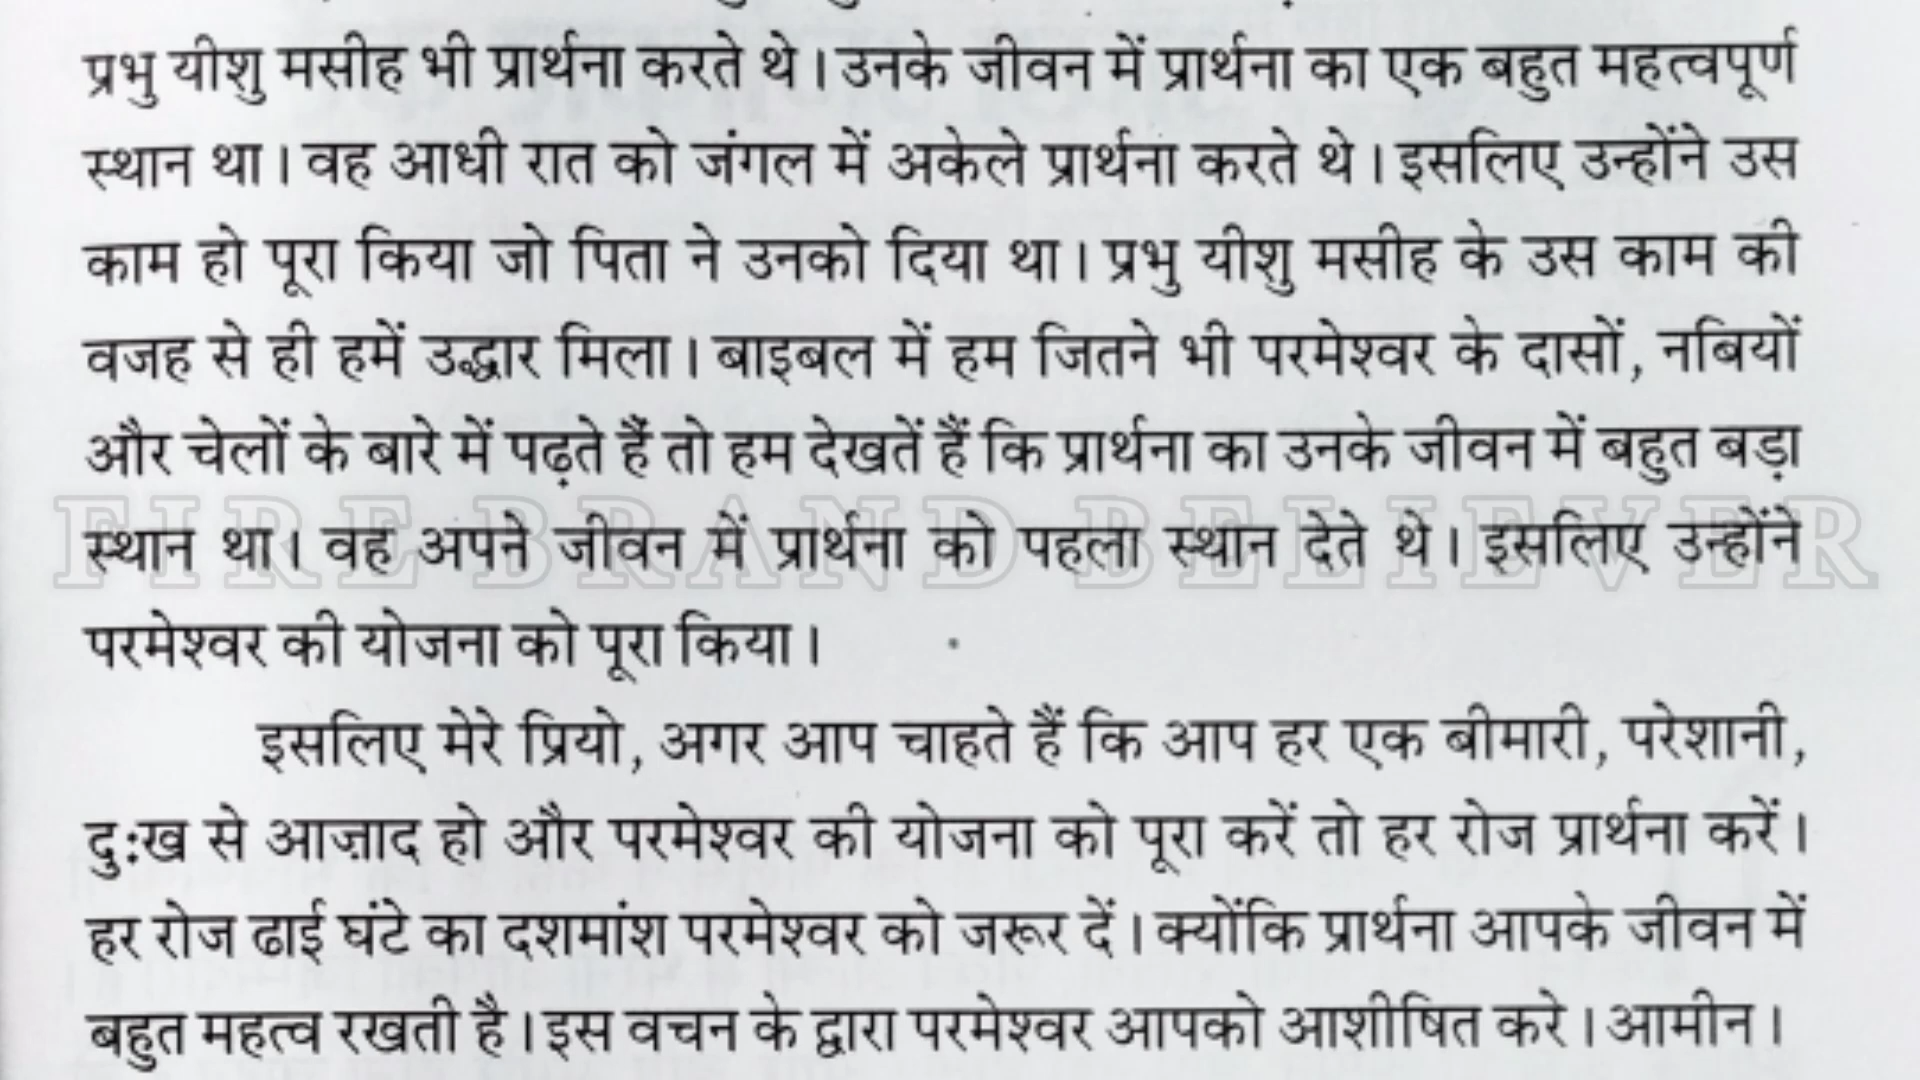 प्रभु यीशु मसीह भी प्रार्थना करते थे। उनके जीवन में प्रार्थना का एक बहुत महत्वपूर्ण
स्थान था। वह आधी रात को जंगल में अकेले प्रार्थना करते थे। इसलिए उन्होंने उस
काम हो पूरा किया जो पिता ने उनको दिया था। प्रभु यीशु मसीह के उस काम की
वजह से ही हमें उद्धार मिला। बाइबल में हम जितने भी परमेश्वर के दासों, नबियों
और चेलों के बारे में पढ़ते हैं तो हम देखतें हैं कि प्रार्थना का उनके जीवन में बहुत बड़ा
FIRE BRAND BELIEVER
स्थान था। वह अपने जीवन में प्रार्थना को पहला स्थान देते थे। इसलिए उन्होंने
परमेश्वर की योजना को पूरा किया।
इसलिए मेरे प्रियो, अगर आप चाहते हैं कि आप हर एक बीमारी, परेशानी,
दुःख से आज़ाद हो और परमेश्वर की योजना को पूरा करें तो हर रोज प्रार्थना करें।
हर रोज ढाई घंटे का दशमांश परमेश्वर को जरूर दें। क्योंकि प्रार्थना आपके जीवन में
बहुत महत्व रखती है। इस वचन के द्वारा परमेश्वर आपको आशीषित करे। आमीन।